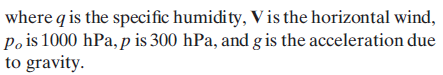 where q is the specific humidity, V is the horizontal wind,
pₒ is 1000 hPa, p is 300 hPa, and g is the acceleration due
to gravity.